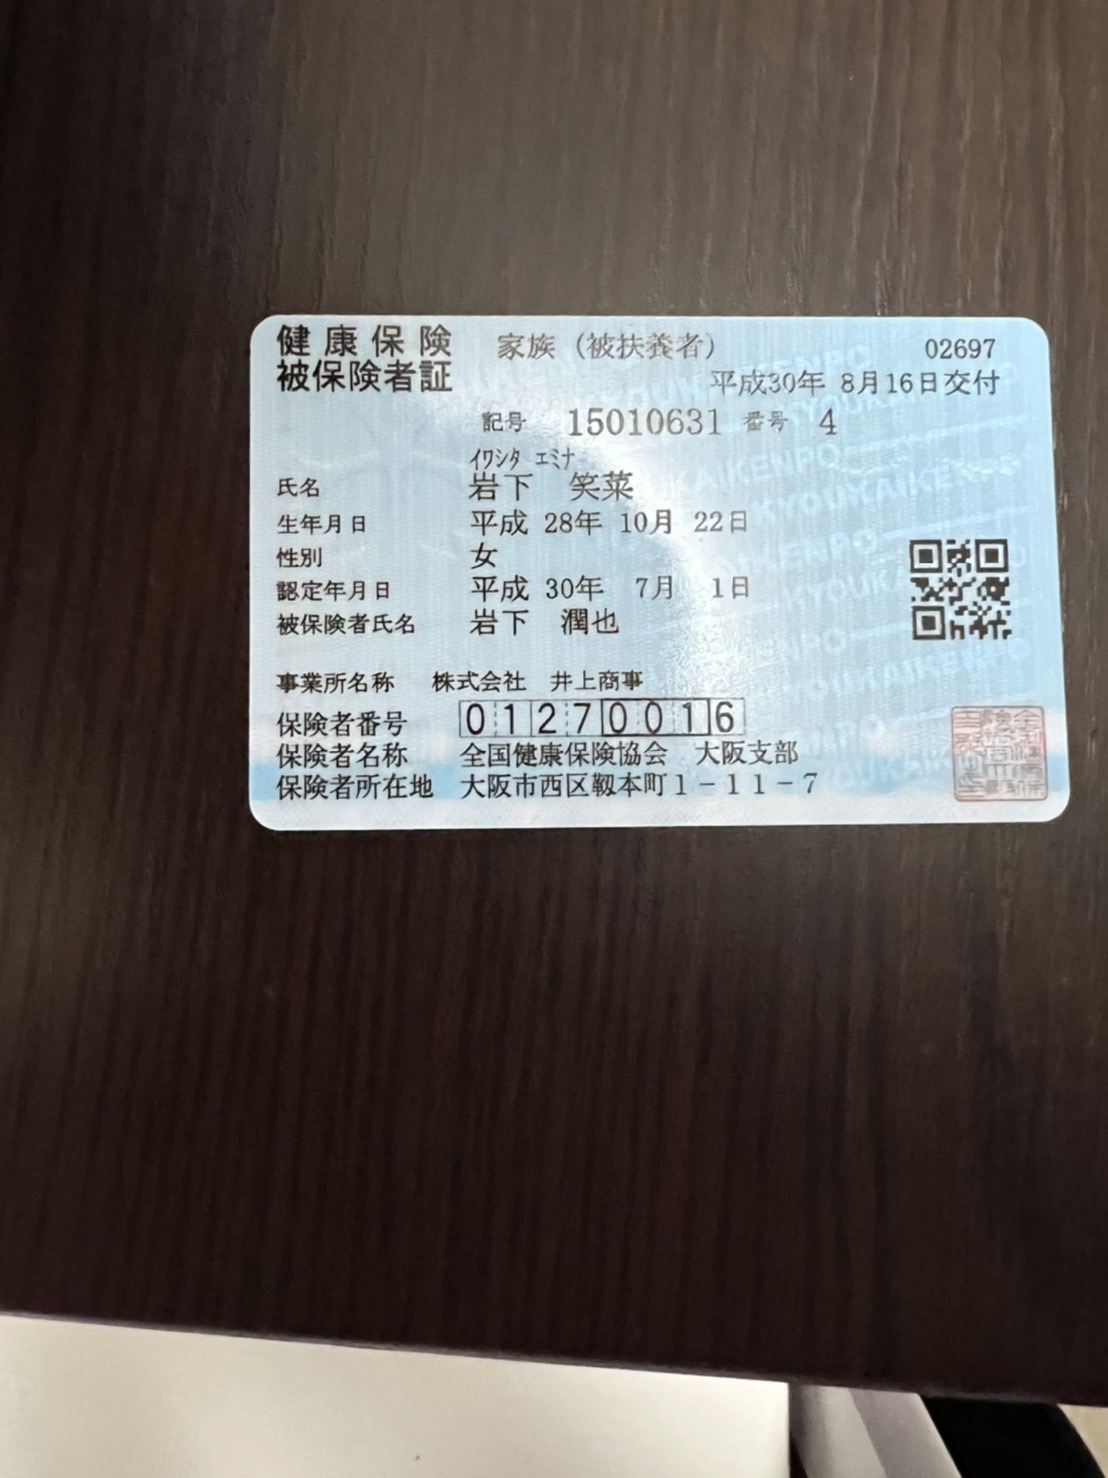 健康保険 家族（被扶養者） 02697
被保険者証 平成30年 8月16日交付
記号 15010631 番号 4
ｲﾜｼﾀ ｴﾐﾅ
氏名 岩下 笑菜
生年月日 平成 28年 10月 22日
性別 女
認定年月日 平成 30年 7月 1日
被保険者氏名 岩下 潤也
事業所名称 株式会社 井上商事
保険者番号 01270016
保険者名称 全国健康保険協会 大阪支部
保険者所在地 大阪市西区靱本町1－11－7